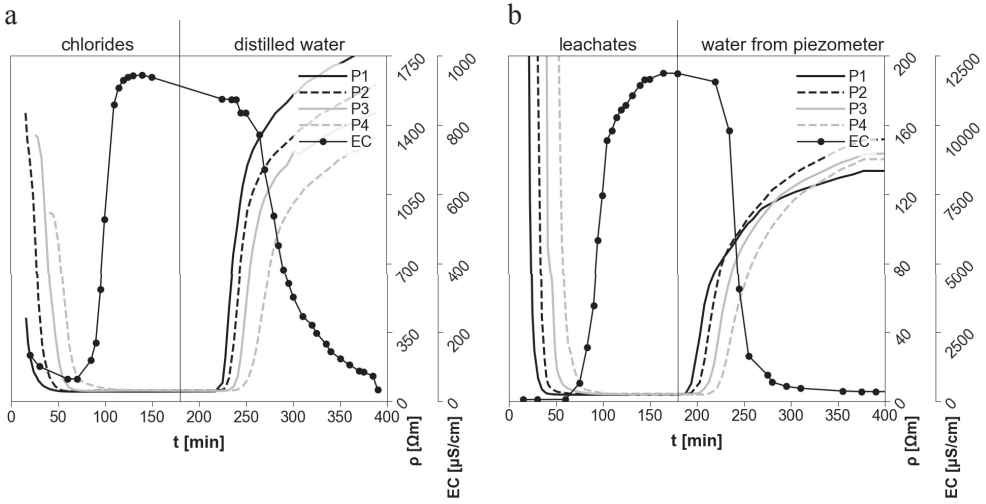 a
chlorides
distilled water
P1
P2
P3
P4
EC
0
50
100
150
200
250
300
350
400
t [min]
0
350
700
1050
1400
1750
ρ [Ωm]
0
200
400
600
800
1000
EC [µS/cm]
b
leachates
water from piezometer
P1
P2
P3
P4
EC
0
50
100
150
200
250
300
350
400
t [min]
0
40
80
120
160
200
ρ [Ωm]
0
2500
5000
7500
10000
12500
EC [µS/cm]